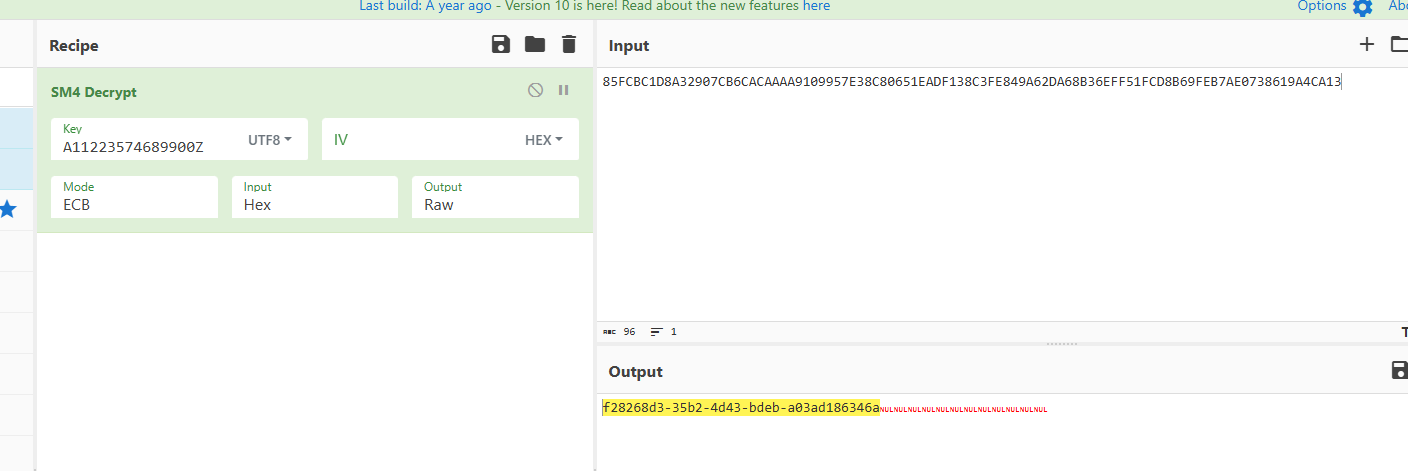 Last build: A year ago - Version 10 is here! Read about the new features here
Options
Recipe
SM4 Decrypt
Key
A11223574689900Z
UTF8
IV
HEX
Mode
ECB
Input
Hex
Output
Raw
Input
85FCBC1D8A32907CB6CACAAAA9109957E38C80651EADF138C3FE849A62DA68B36EFF51FCD8B69FEB7AE0738619A4CA13
ABC 96 1
Output
f28268d3-35b2-4d43-bdeb-a03ad186346aNULNULNULNULNULNULNULNULNULNULNULNUL